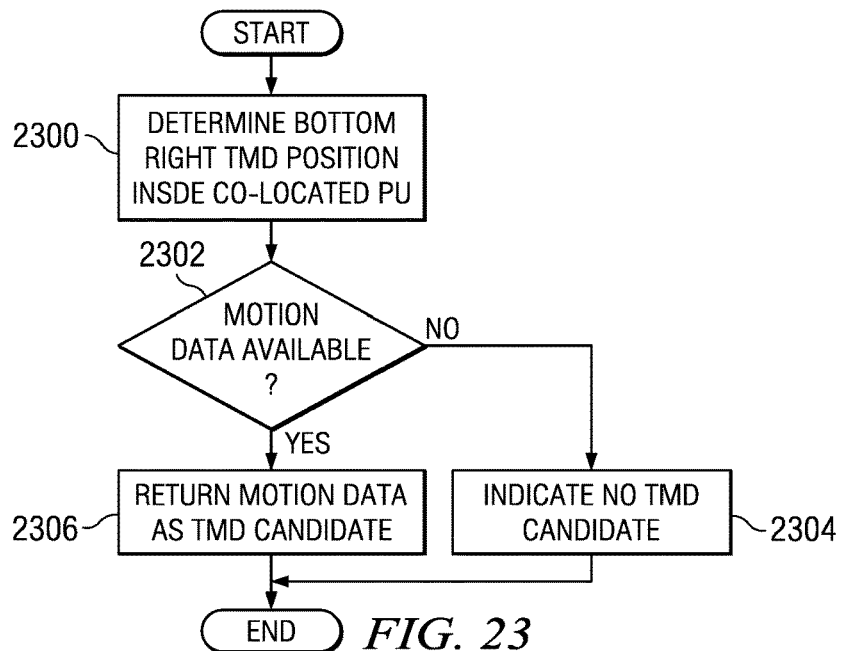 START
2300
DETERMINE BOTTOM
RIGHT TMD POSITION
INSDE CO-LOCATED PU
2302
MOTION
DATA AVAILABLE
?
NO
YES
2306
RETURN MOTION DATA
AS TMD CANDIDATE
INDICATE NO TMD
CANDIDATE
2304
END
FIG. 23